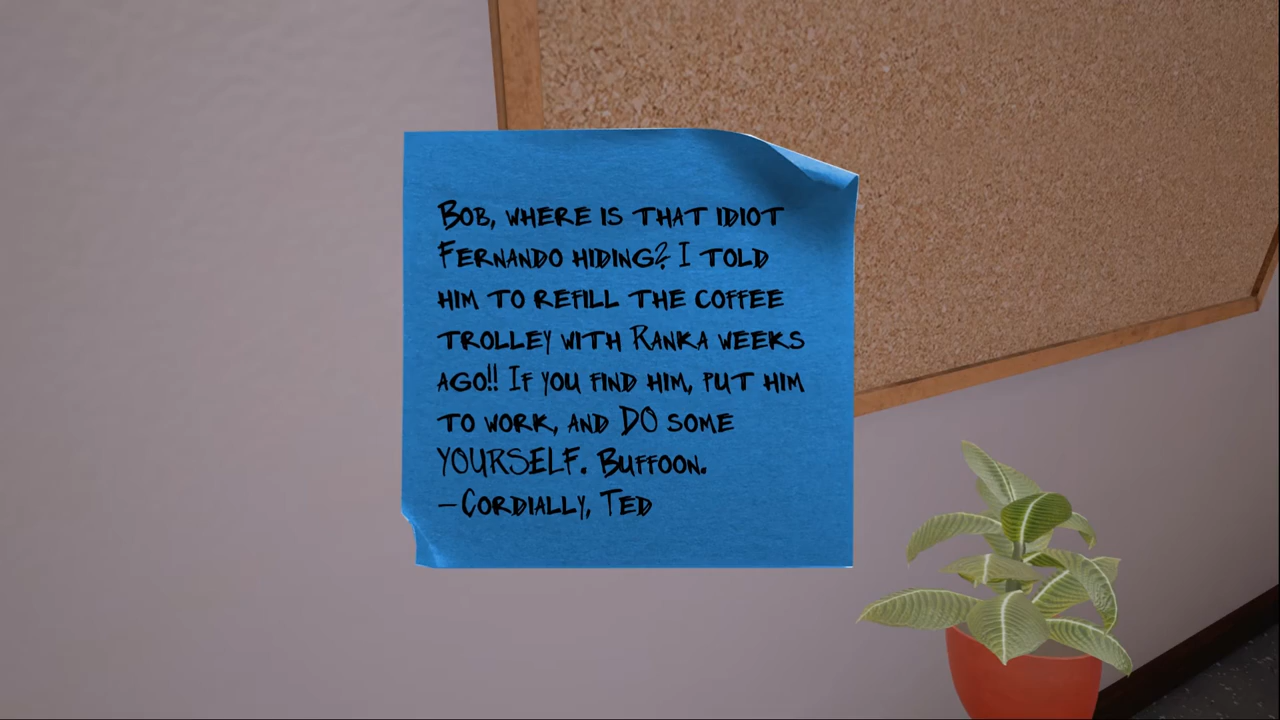 Bob, where is that idiot
Fernando hiding? I told
him to refill the coffee
trolley with Ranka weeks
ago!! If you find him, put him
to work, and DO some
YOURSELF. Buffoon.
—Cordially, Ted